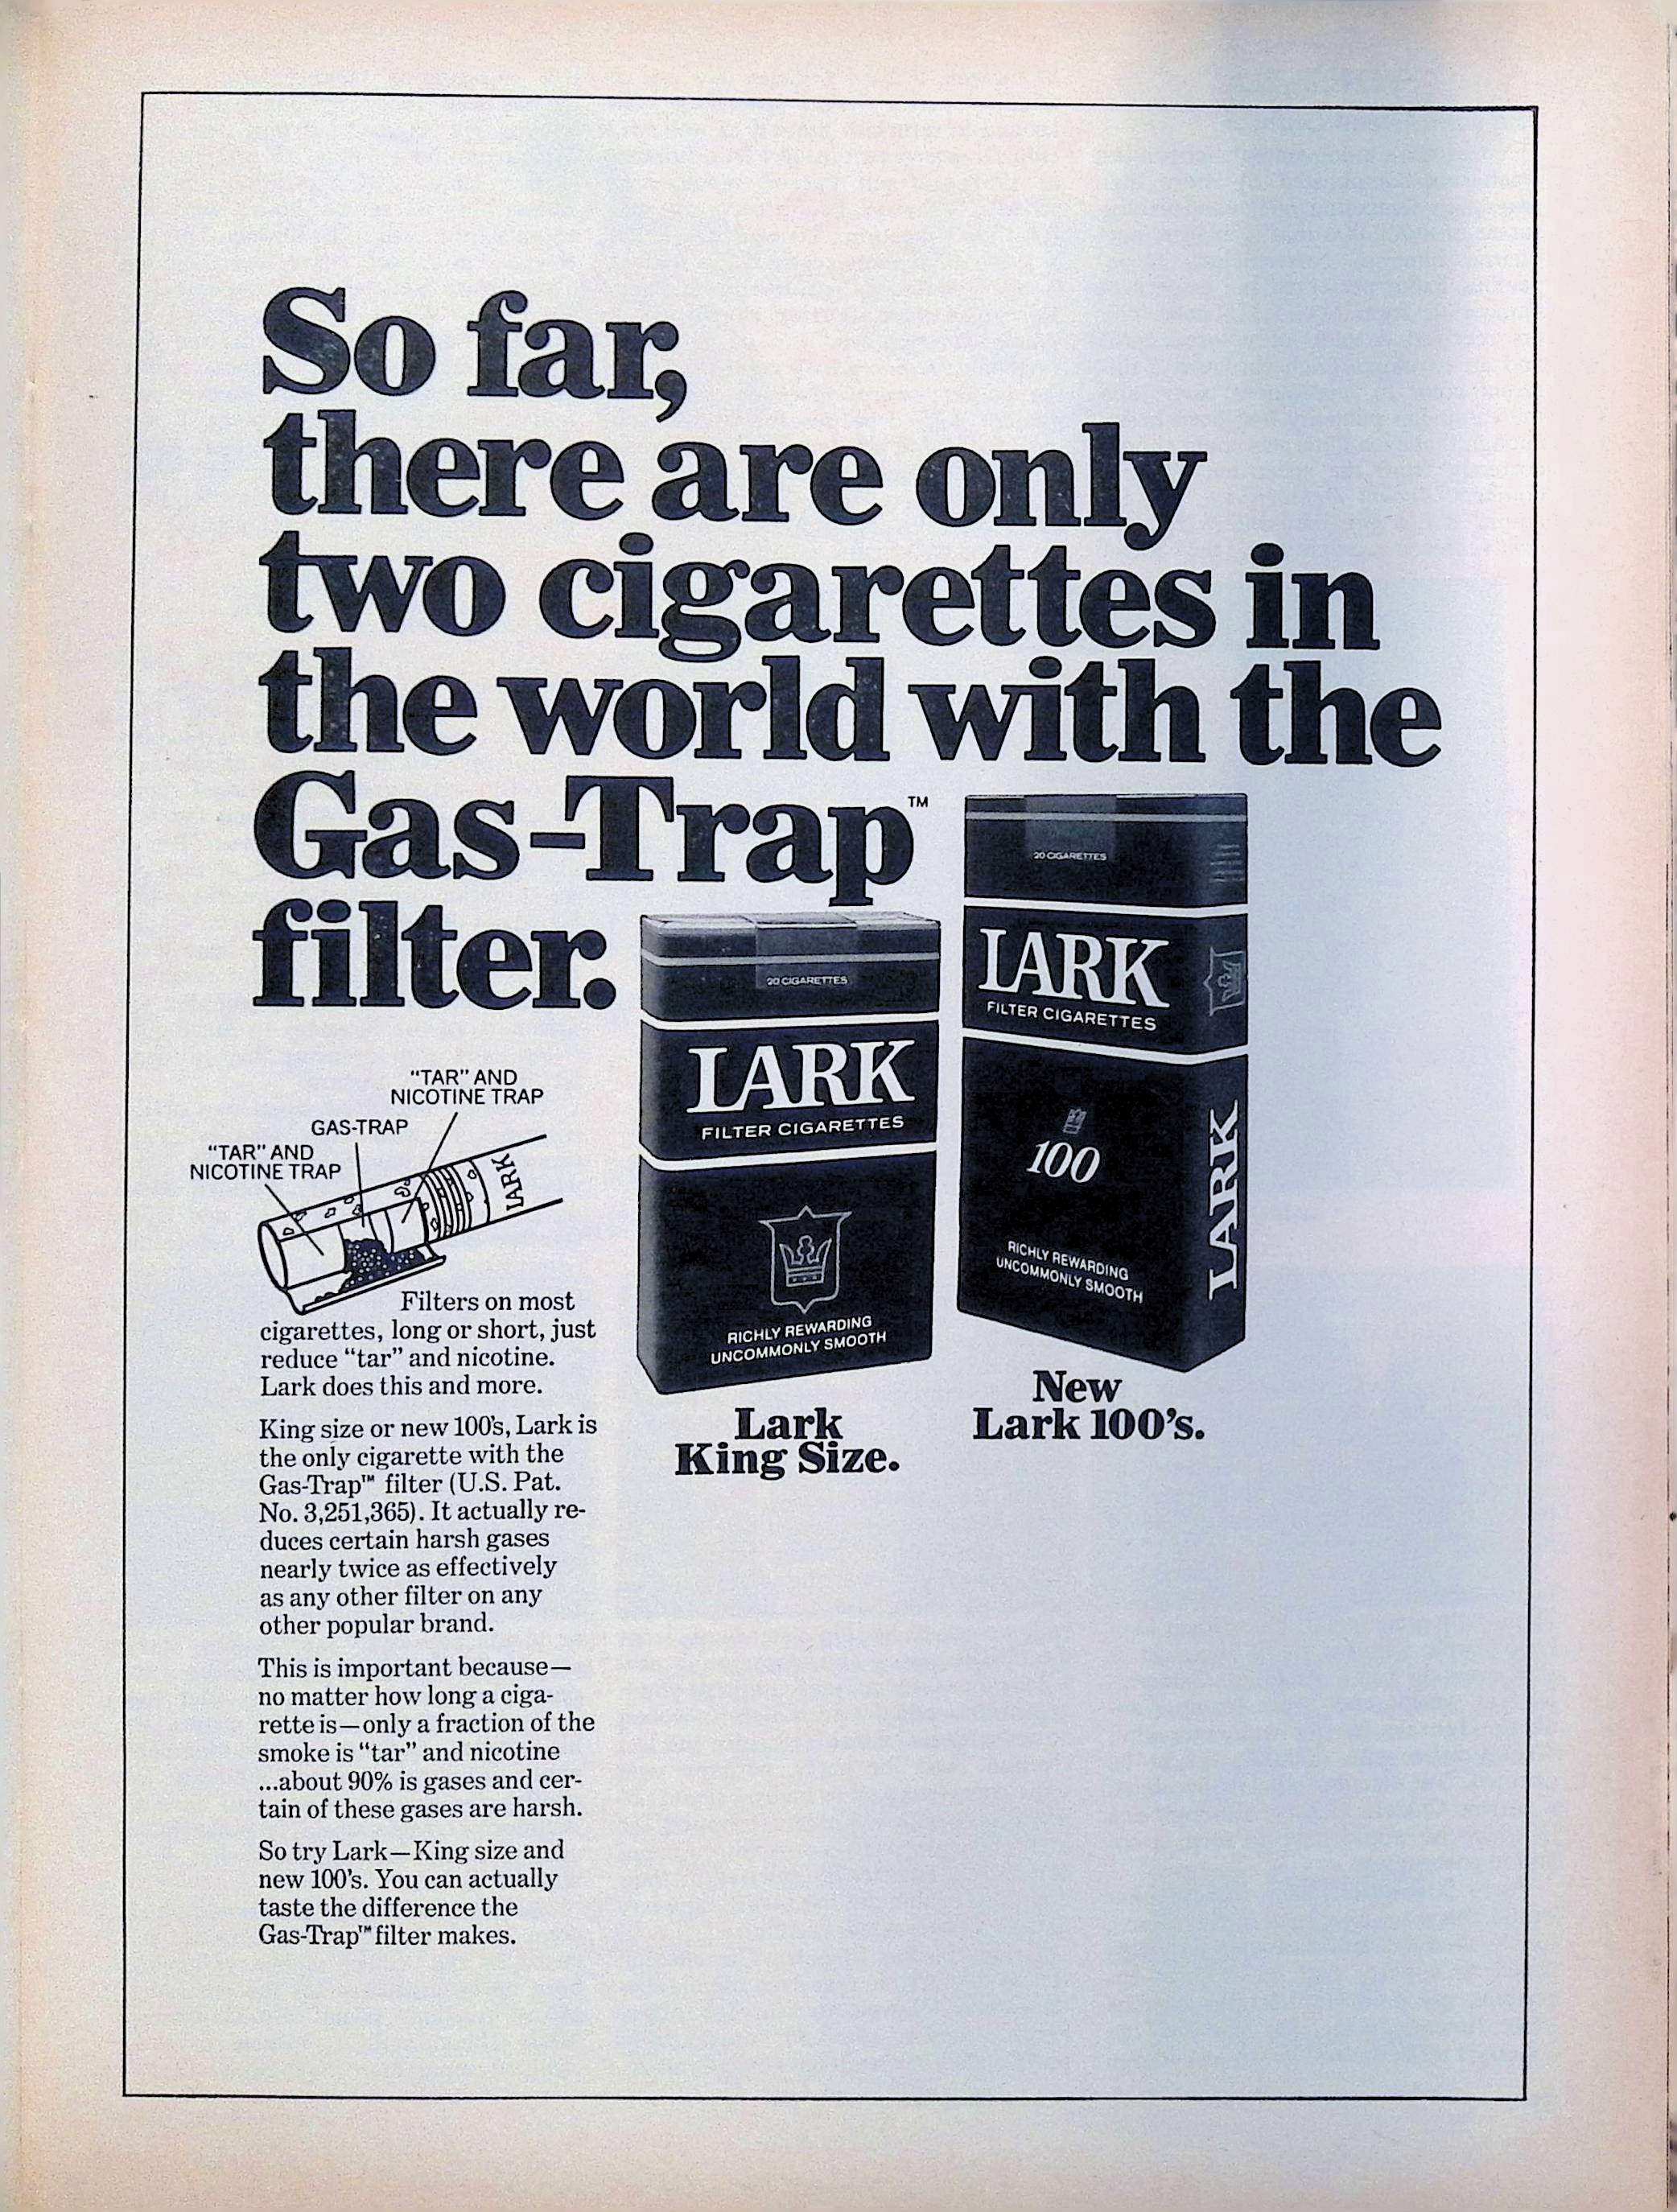 So far,
there are only
two cigarettes in
the world with the
Gas-Trap™
filter.
20 CIGARETTES
LARK
FILTER CIGARETTES
100
RICHLY REWARDING
UNCOMMONLY SMOOTH
LARK
20 CIGARETTES
LARK
FILTER CIGARETTES
RICHLY REWARDING
UNCOMMONLY SMOOTH
New
Lark 100's.
Lark
King Size.
"TAR" AND
NICOTINE TRAP
GAS-TRAP
"TAR" AND
NICOTINE TRAP
LARK
Filters on most
cigarettes, long or short, just
reduce "tar" and nicotine.
Lark does this and more.
King size or new 100's, Lark is
the only cigarette with the
Gas-Trap™ filter (U.S. Pat.
No. 3,251,365). It actually re-
duces certain harsh gases
nearly twice as effectively
as any other filter on any
other popular brand.
This is important because—
no matter how long a ciga-
rette is—only a fraction of the
smoke is "tar" and nicotine
...about 90% is gases and cer-
tain of these gases are harsh.
So try Lark—King size and
new 100's. You can actually
taste the difference the
Gas-Trap™ filter makes.